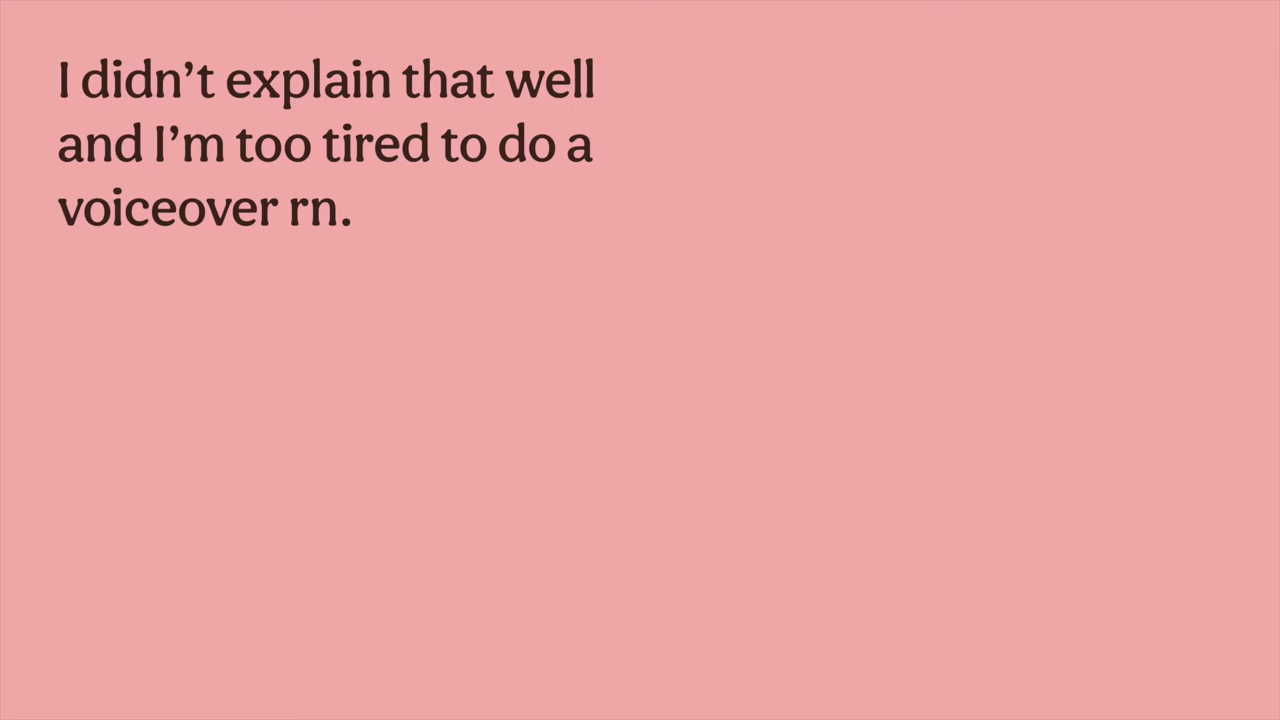 I didn’t explain that well
and I’m too tired to do a
voiceover rn.